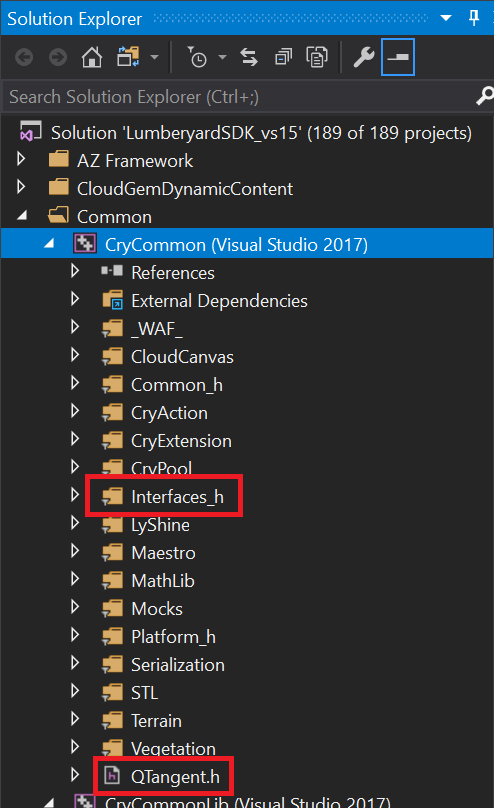 Solution Explorer
Search Solution Explorer (Ctrl+;)
Solution 'LumberyardSDK_vs15' (189 of 189 projects)
AZ Framework
CloudGemDynamicContent
Common
CryCommon (Visual Studio 2017)
References
External Dependencies
_WAF_
CloudCanvas
Common_h
CryAction
CryExtension
CryPool
Interfaces_h
LyShine
Maestro
MathLib
Mocks
Platform_h
Serialization
STL
Terrain
Vegetation
QTangent.h
CryCommonLib (Visual Studio 2017)